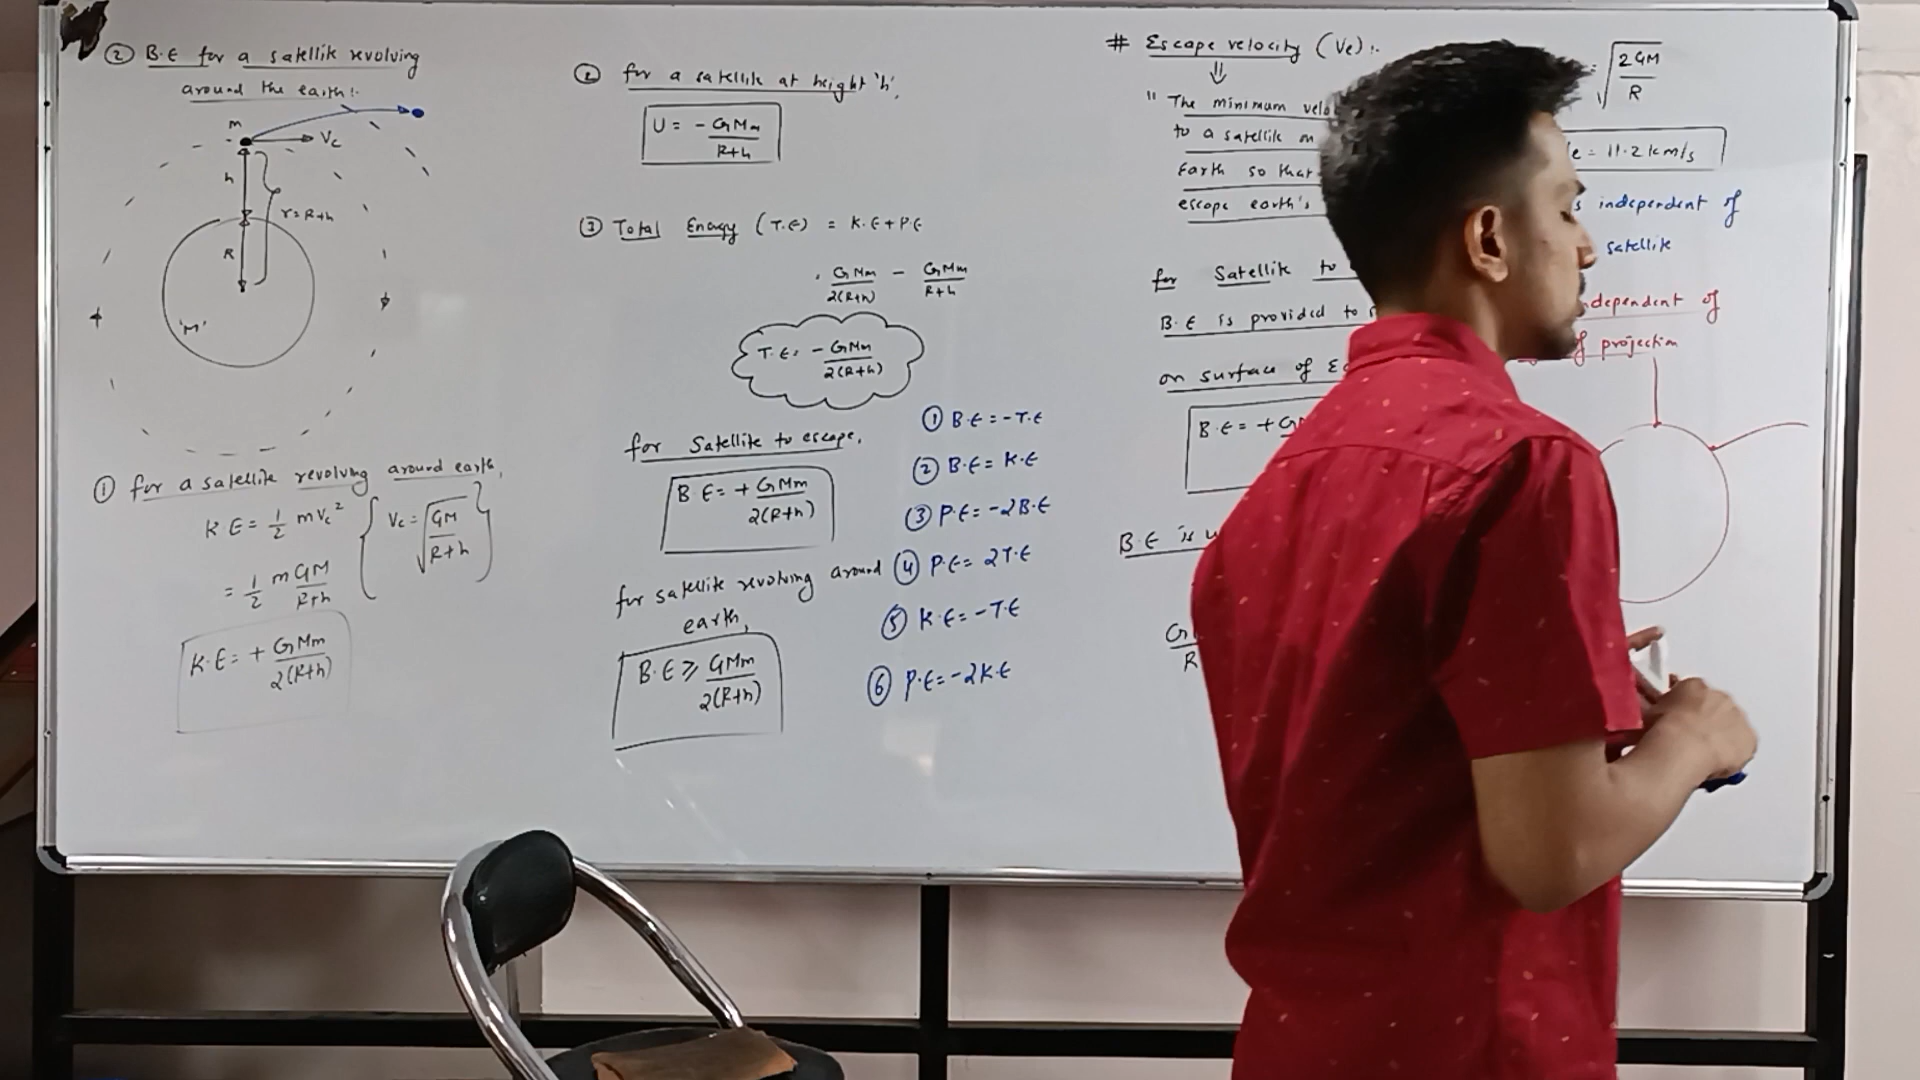 ② B.E for a satellite revolving
around the earth:-
m
Vc
h
r=R+h
R
'M'
① for a satellite revolving around earth,
K.E = 1/2 mVc²
Vc = √GM/R+h
= 1/2 m GM/R+h
K.E = + GMm/2(R+h)
② for a satellite at height 'h',
U = - GMm/R+h
③ Total Energy (T.E) = K.E + P.E
= GMm/2(R+h) - GMm/R+h
T.E = - GMm/2(R+h)
for Satellite to escape,
B.E = + GMm/2(R+h)
for satellite revolving around
earth,
B.E ⩾ GMm/2(R+h)
① B.E = -T.E
② B.E = K.E
③ P.E = -2B.E
④ P.E = 2T.E
⑤ K.E = -T.E
⑥ P.E = -2K.E
# Escape velocity (Ve):-
⇓
" The minimum
to a satellite on
Earth so that
escape earth's
for Satellite to
B.E is provided to
on surface of
B.E = +
B.E is
R
√2GM/R
= 11.2 km/s
independent of
satellite
independent of
of projection